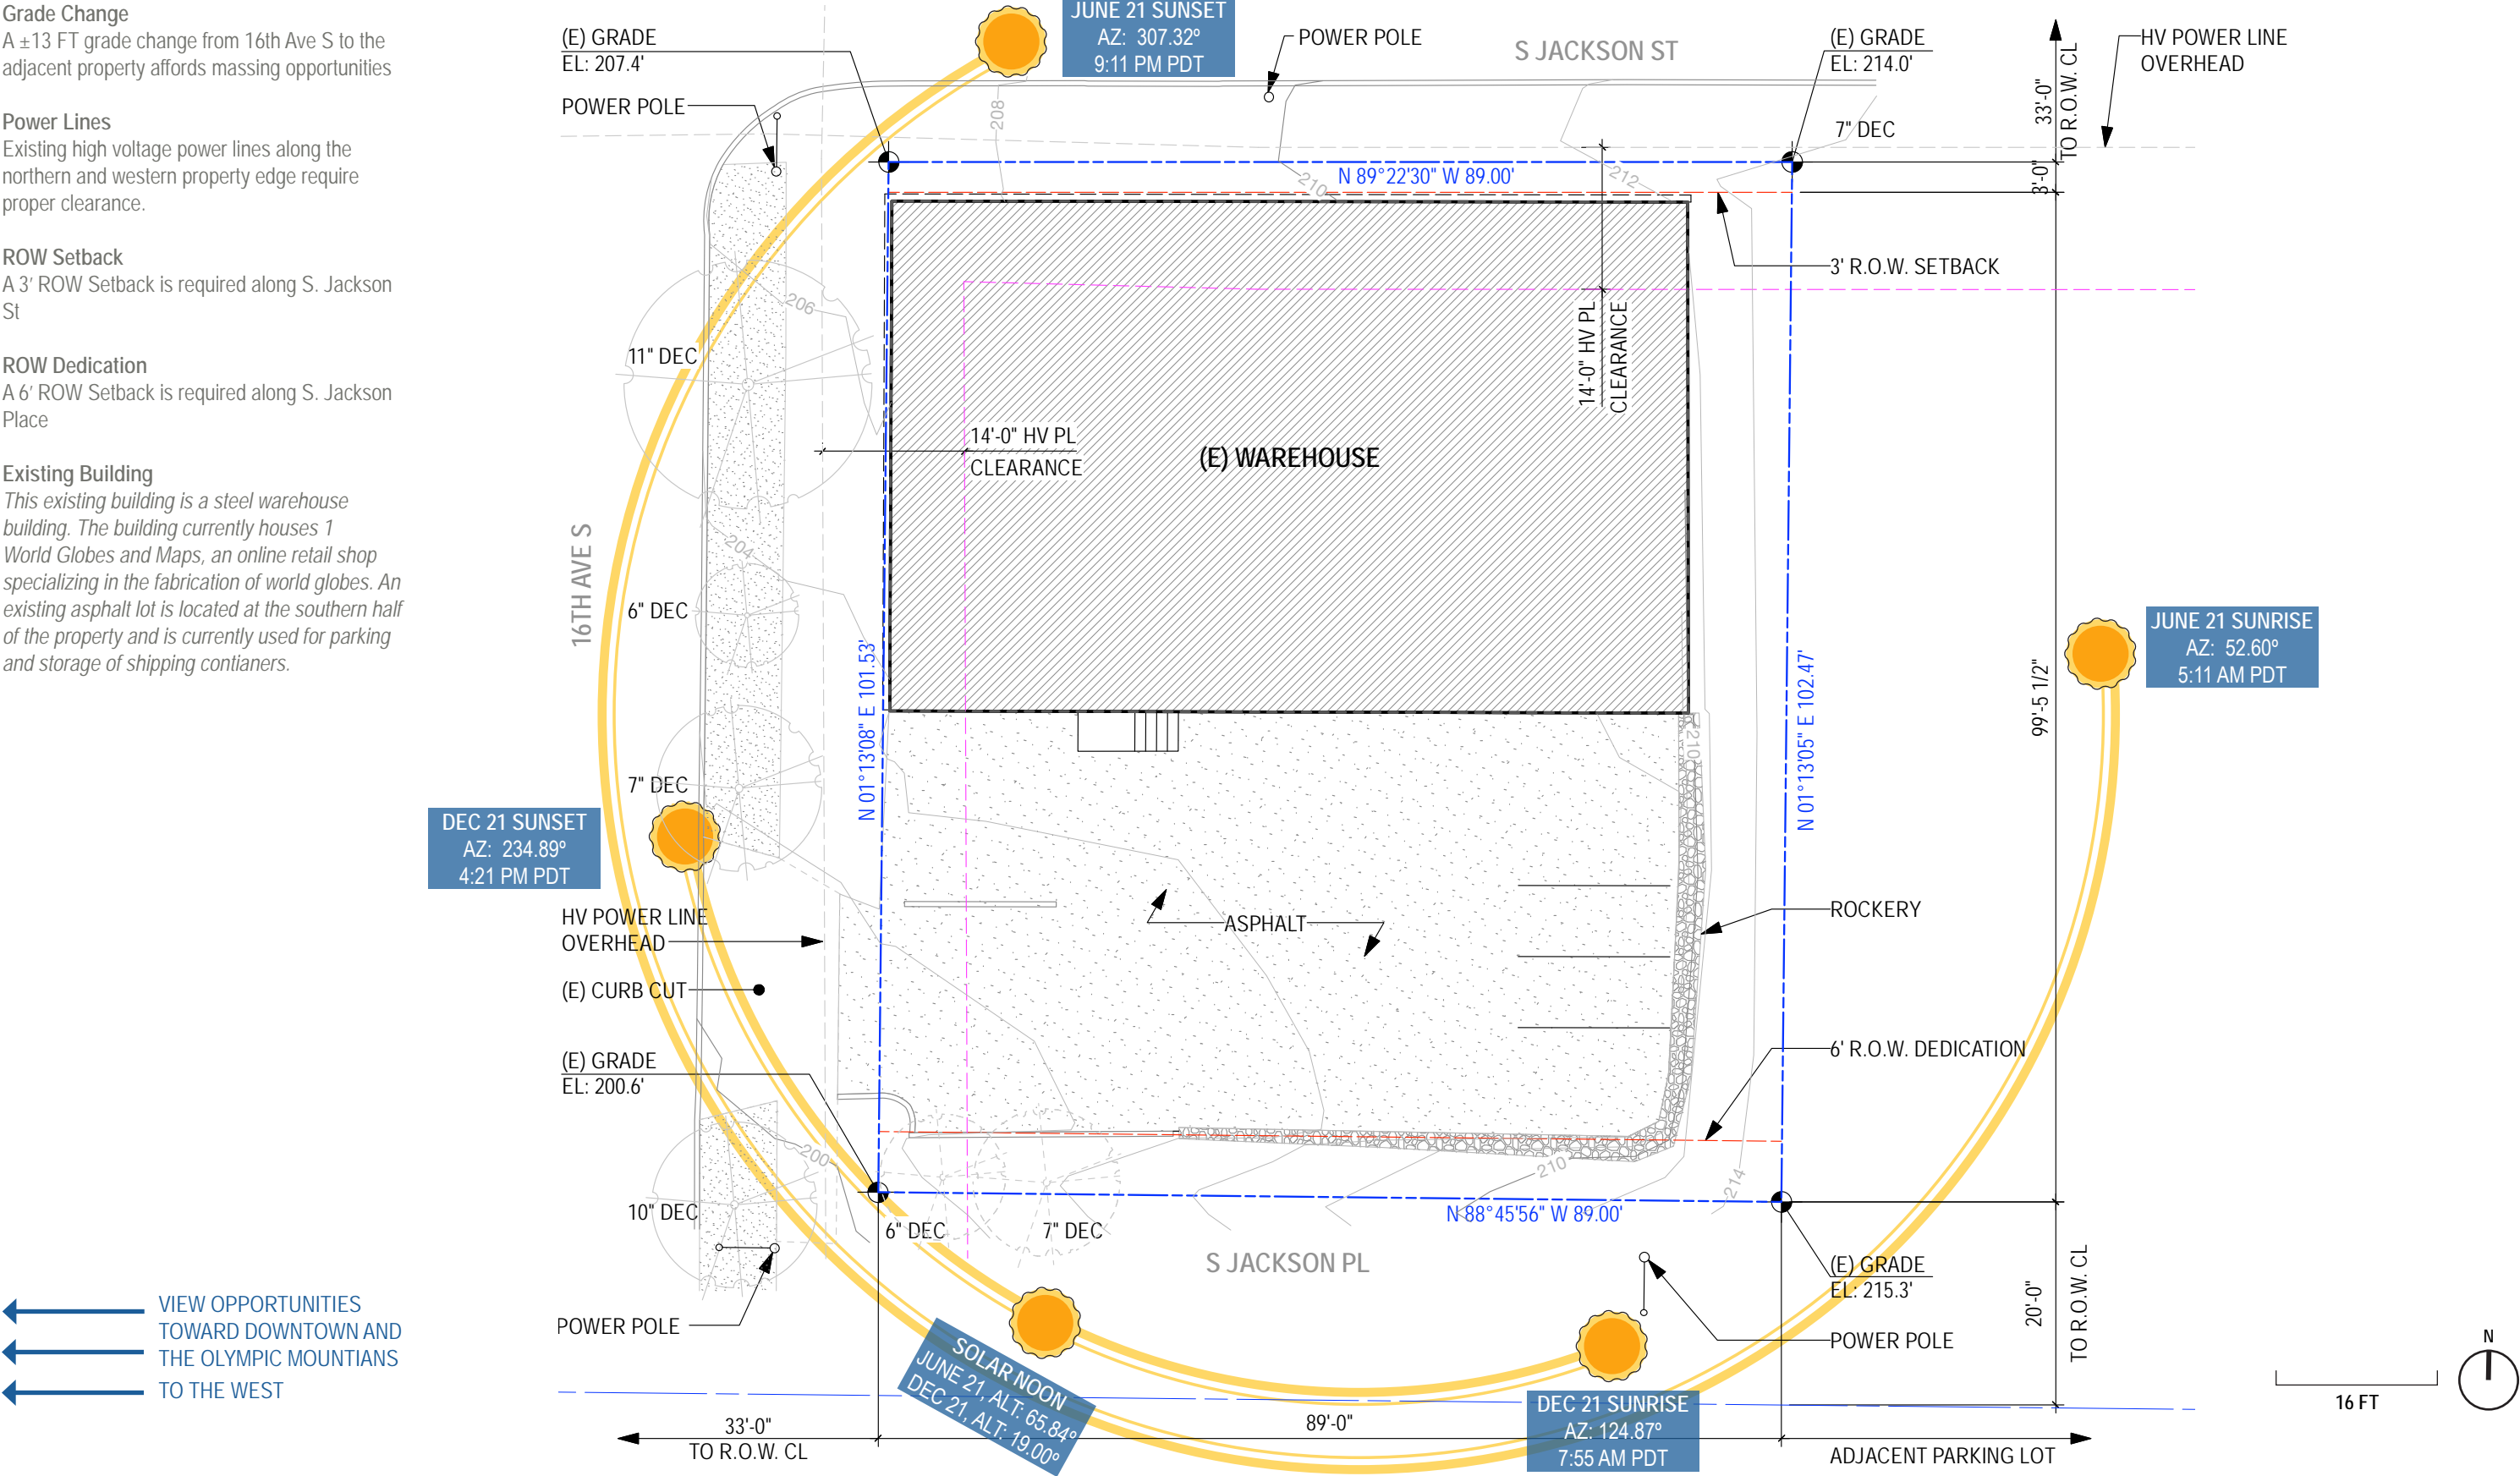 Grade Change
A ±13 FT grade change from 16th Ave S to the
adjacent property affords massing opportunities
Power Lines
Existing high voltage power lines along the
northern and western property edge require
proper clearance.
ROW Setback
A 3' ROW Setback is required along S. Jackson
St
ROW Dedication
A 6' ROW Setback is required along S. Jackson
Place
Existing Building
This existing building is a steel warehouse
building. The building currently houses 1
World Globes and Maps, an online retail shop
specializing in the fabrication of world globes. An
existing asphalt lot is located at the southern half
of the property and is currently used for parking
and storage of shipping contianers.
VIEW OPPORTUNITIES
TOWARD DOWNTOWN AND
THE OLYMPIC MOUNTIANS
TO THE WEST
(E) GRADE
EL: 207.4'
POWER POLE
JUNE 21 SUNSET
AZ: 307.32º
9:11 PM PDT
POWER POLE
S JACKSON ST
(E) GRADE
EL: 214.0'
HV POWER LINE
OVERHEAD
33'-0"
TO R.O.W. CL
7" DEC
3'-0"
208
210
212
N 89°22'30" W 89.00'
3' R.O.W. SETBACK
206
11" DEC
14'-0" HV PL
CLEARANCE
14'-0" HV PL
CLEARANCE
(E) WAREHOUSE
16TH AVE S
204
6" DEC
N 01°13'08" E 101.53'
N 01°13'05" E 102.47'
99'-5 1/2"
JUNE 21 SUNRISE
AZ: 52.60º
5:11 AM PDT
210
7" DEC
DEC 21 SUNSET
AZ: 234.89º
4:21 PM PDT
HV POWER LINE
OVERHEAD
ASPHALT
ROCKERY
(E) CURB CUT
(E) GRADE
EL: 200.6'
6' R.O.W. DEDICATION
200
210
214
10" DEC
6" DEC
7" DEC
N 88°45'56" W 89.00'
S JACKSON PL
(E) GRADE
EL: 215.3'
20'-0"
TO R.O.W. CL
POWER POLE
POWER POLE
SOLAR NOON
JUNE 21, ALT: 65.84º
DEC 21, ALT: 19.00º
DEC 21 SUNRISE
AZ: 124.87º
7:55 AM PDT
33'-0"
TO R.O.W. CL
89'-0"
ADJACENT PARKING LOT
16 FT
N